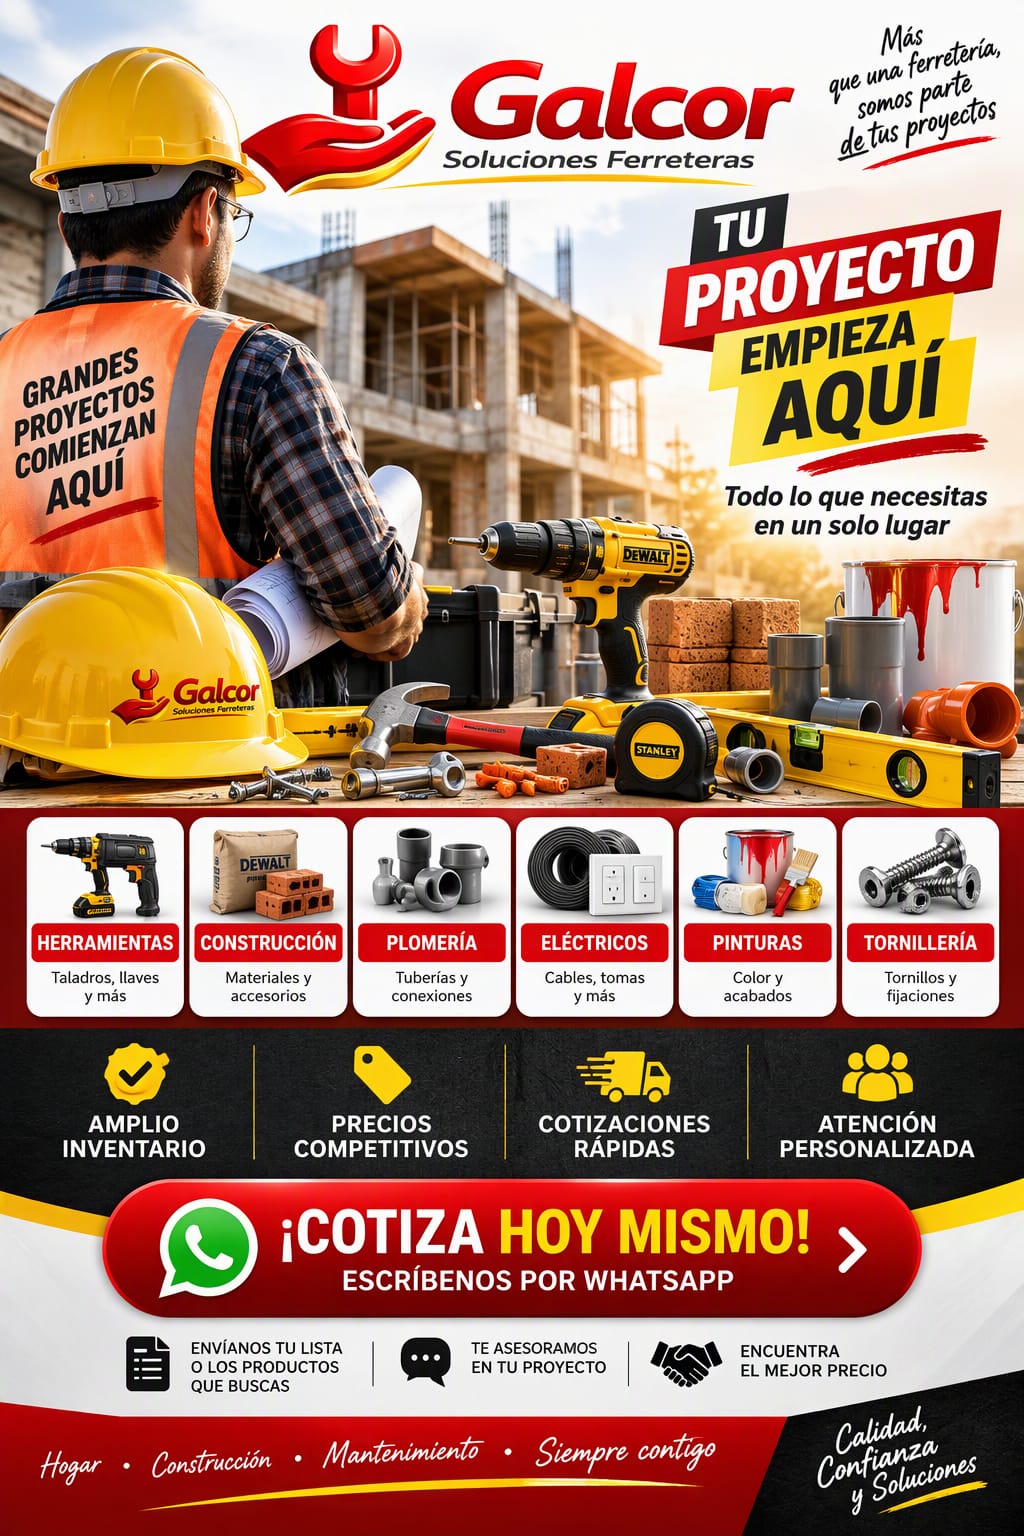 Galcor
Soluciones Ferreteras
Más
que una ferretería,
somos parte
de tus proyectos
TU
PROYECTO
EMPIEZA
AQUÍ
Todo lo que necesitas
en un solo lugar
GRANDES
PROYECTOS
COMIENZAN
AQUÍ
DEWALT
Galcor
Soluciones Ferreteras
STANLEY
DEWALT
HERRAMIENTAS
Taladros, llaves
y más
CONSTRUCCIÓN
Materiales y
accesorios
PLOMERÍA
Tuberías y
conexiones
ELÉCTRICOS
Cables, tomas
y más
PINTURAS
Color y
acabados
TORNILLERÍA
Tornillos y
fijaciones
AMPLIO
INVENTARIO
PRECIOS
COMPETITIVOS
COTIZACIONES
RÁPIDAS
ATENCIÓN
PERSONALIZADA
¡COTIZA HOY MISMO!
ESCRÍBENOS POR WHATSAPP
ENVÍANOS TU LISTA
O LOS PRODUCTOS
QUE BUSCAS
TE ASESORAMOS
EN TU PROYECTO
ENCUENTRA
EL MEJOR PRECIO
Hogar • Construcción • Mantenimiento • Siempre contigo
Calidad,
Confianza
y Soluciones